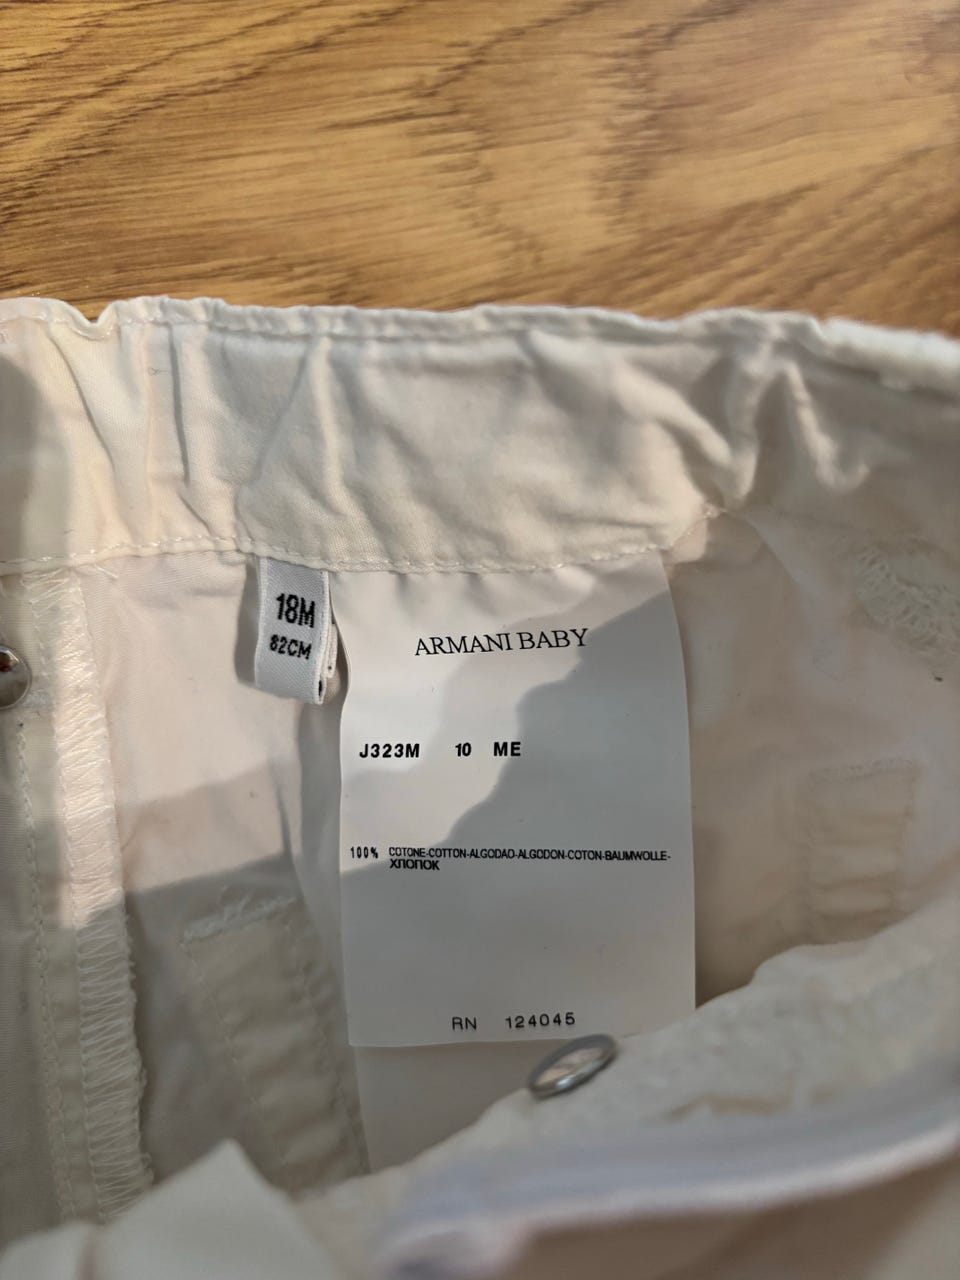 18M
82CM
ARMANI BABY
J323M 10 ME
100% COTONE-COTTON-ALGODAO-ALGODON-COTON-BAUMWOLLE-
ХЛОПОК
RN 124045